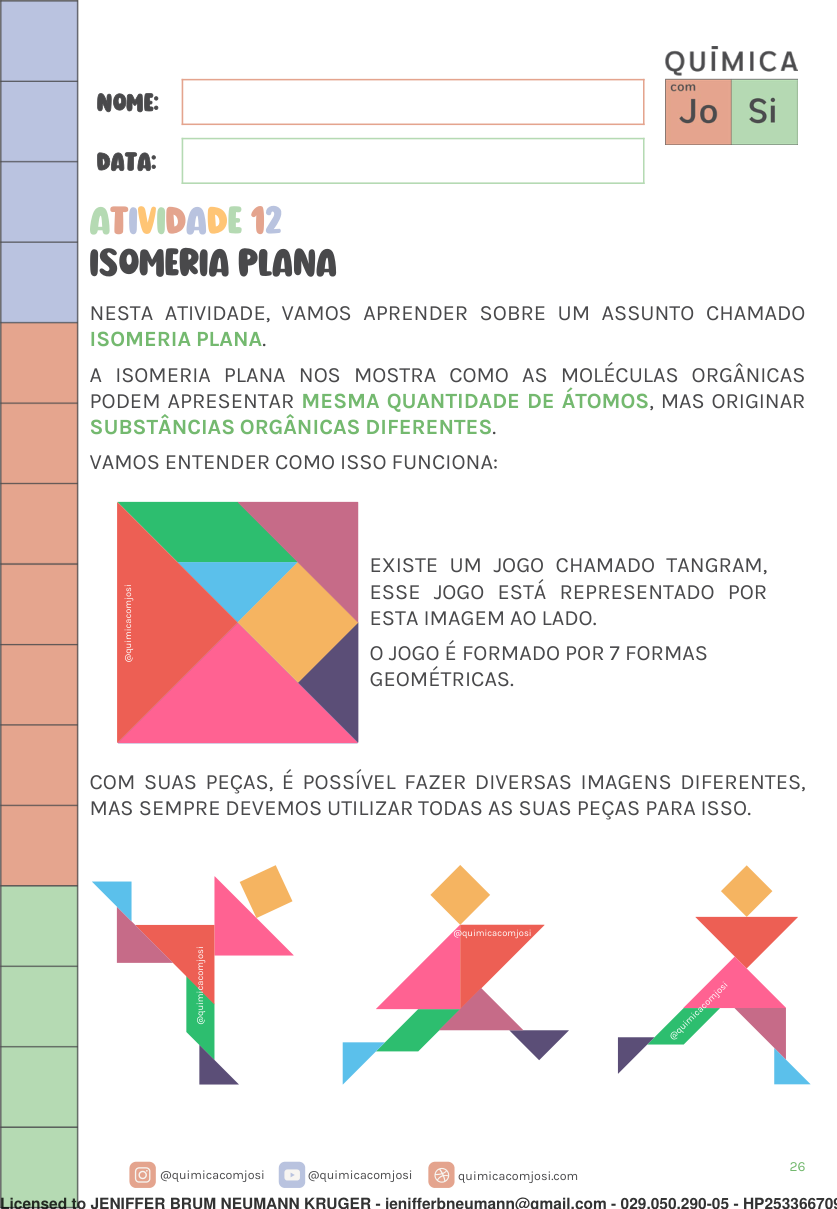 QUÍMICA
com
Jo Si
NOME:
DATA:
ATIVIDADE 12
ISOMERIA PLANA
NESTA ATIVIDADE, VAMOS APRENDER SOBRE UM ASSUNTO CHAMADO
ISOMERIA PLANA.
A ISOMERIA PLANA NOS MOSTRA COMO AS MOLÉCULAS ORGÂNICAS
PODEM APRESENTAR MESMA QUANTIDADE DE ÁTOMOS, MAS ORIGINAR
SUBSTÂNCIAS ORGÂNICAS DIFERENTES.
VAMOS ENTENDER COMO ISSO FUNCIONA:
@quimicacomjosi
EXISTE UM JOGO CHAMADO TANGRAM,
ESSE JOGO ESTÁ REPRESENTADO POR
ESTA IMAGEM AO LADO.
O JOGO É FORMADO POR 7 FORMAS
GEOMÉTRICAS.
COM SUAS PEÇAS, É POSSÍVEL FAZER DIVERSAS IMAGENS DIFERENTES,
MAS SEMPRE DEVEMOS UTILIZAR TODAS AS SUAS PEÇAS PARA ISSO.
@quimicacomjosi
@quimicacomjosi
@quimicacomjosi
26
@quimicacomjosi @quimicacomjosi quimicacomjosi.com
Licensed to JENIFFER BRUM NEUMANN KRUGER - jenifferbneumann@gmail.com - 029.050.290-05 - HP253366709